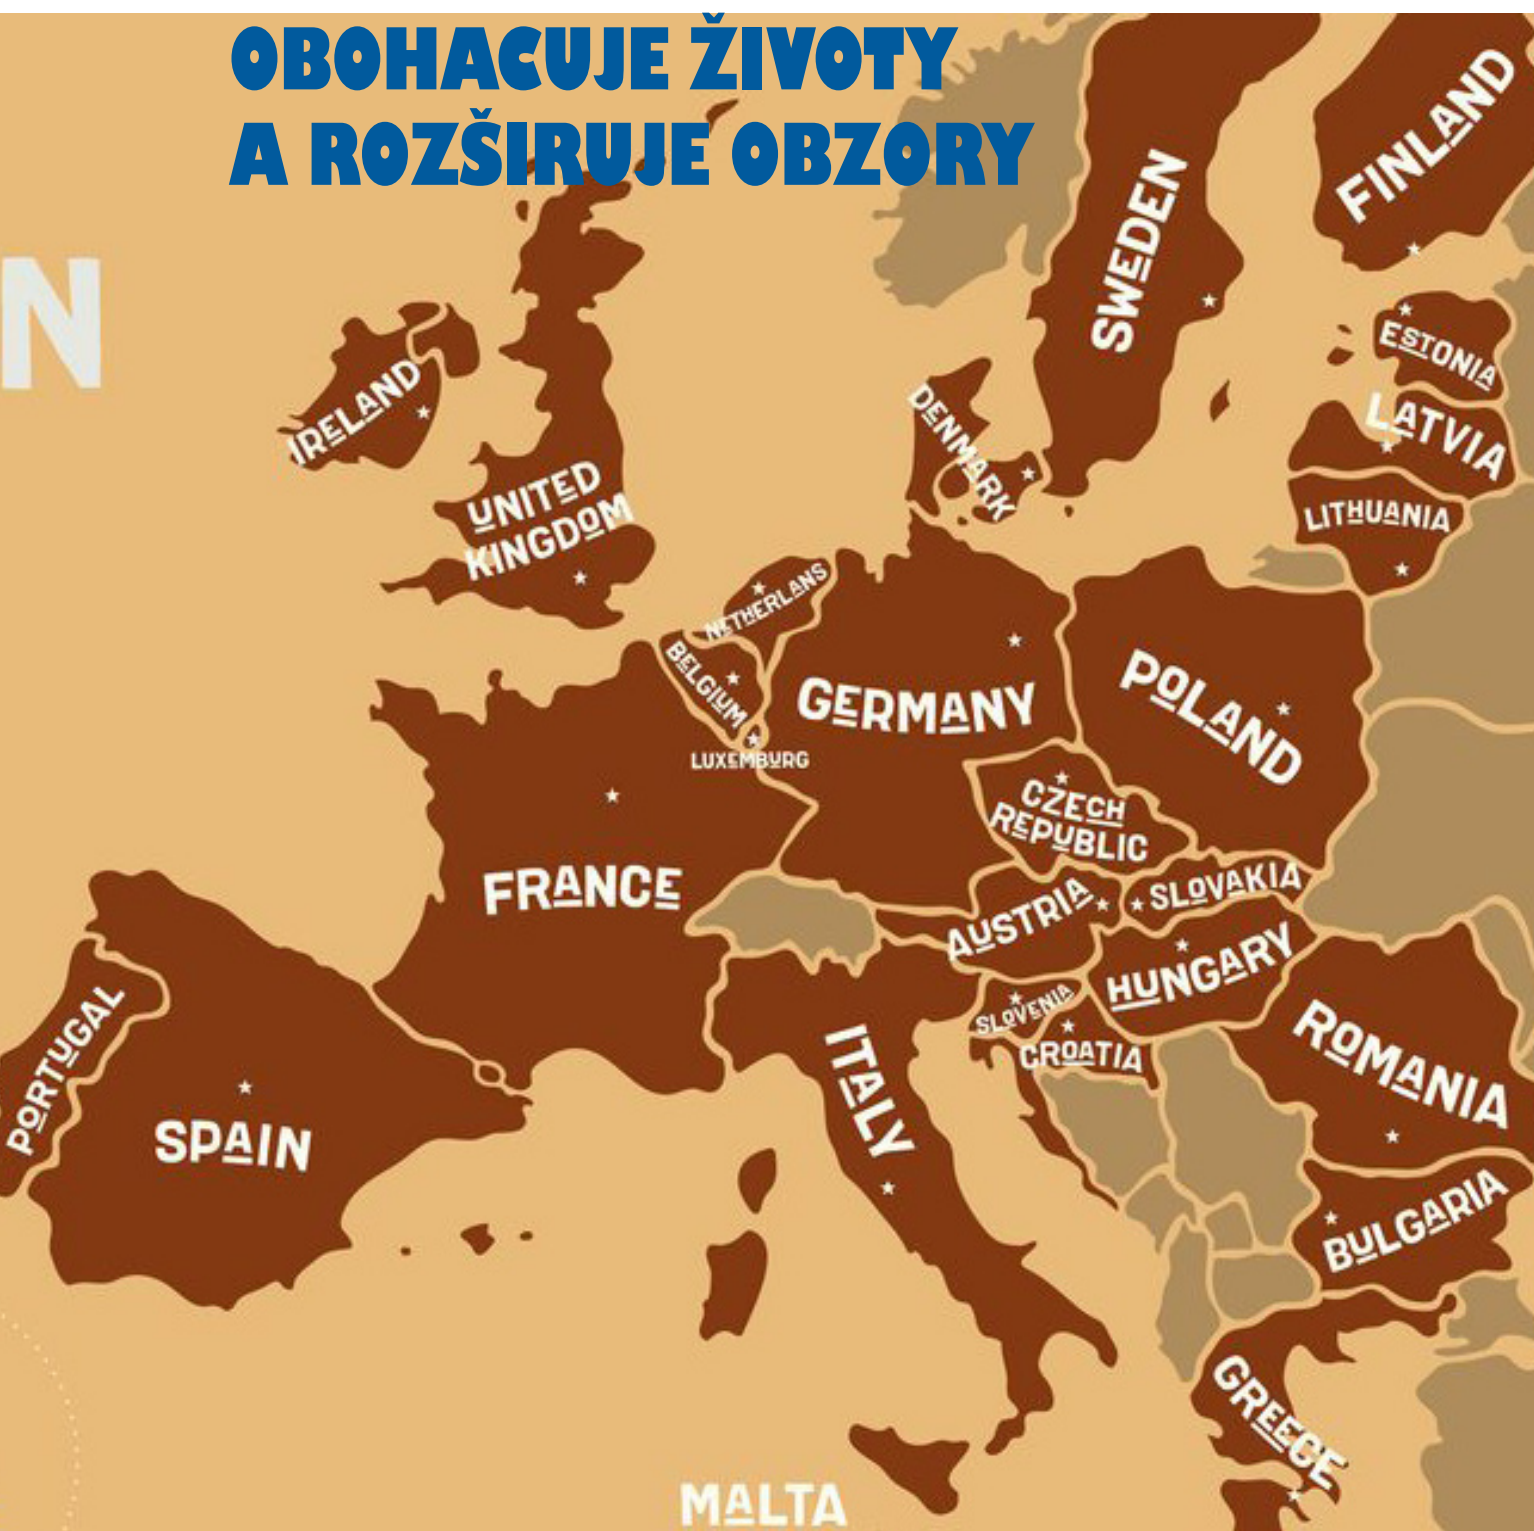 OBOHACUJE ŽIVOTY
A ROZŠIRUJE OBZORY
N
FINLAND
SWEDEN
ESTONIA
LATVIA
LITHUANIA
IRELAND
DENMARK
UNITED
KINGDOM
NETHERLANS
BELGIUM
LUXEMBURG
GERMANY
POLAND
CZECH
REPUBLIC
FRANCE
AUSTRIA
SLOVAKIA
HUNGARY
SLOVENIA
CROATIA
ROMANIA
PORTUGAL
SPAIN
ITALY
BULGARIA
GREECE
MALTA